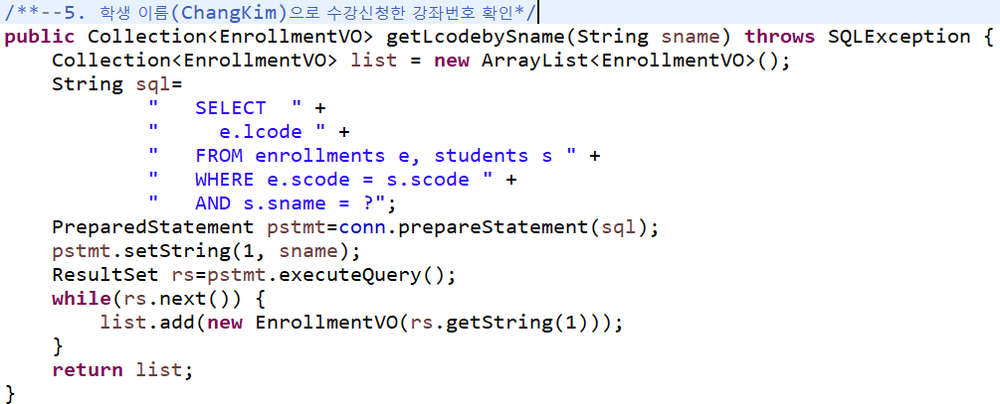 /**--5. 학생 이름(ChangKim)으로 수강신청한 강좌번호 확인*/
public Collection<EnrollmentVO> getLcodebySname(String sname) throws SQLException {
    Collection<EnrollmentVO> list = new ArrayList<EnrollmentVO>();
    String sql=
            "   SELECT  " +
            "     e.lcode " +
            "   FROM enrollments e, students s " +
            "   WHERE e.scode = s.scode " +
            "   AND s.sname = ?";
    PreparedStatement pstmt=conn.prepareStatement(sql);
    pstmt.setString(1, sname);
    ResultSet rs=pstmt.executeQuery();
    while(rs.next()) {
        list.add(new EnrollmentVO(rs.getString(1)));
    }
    return list;
}